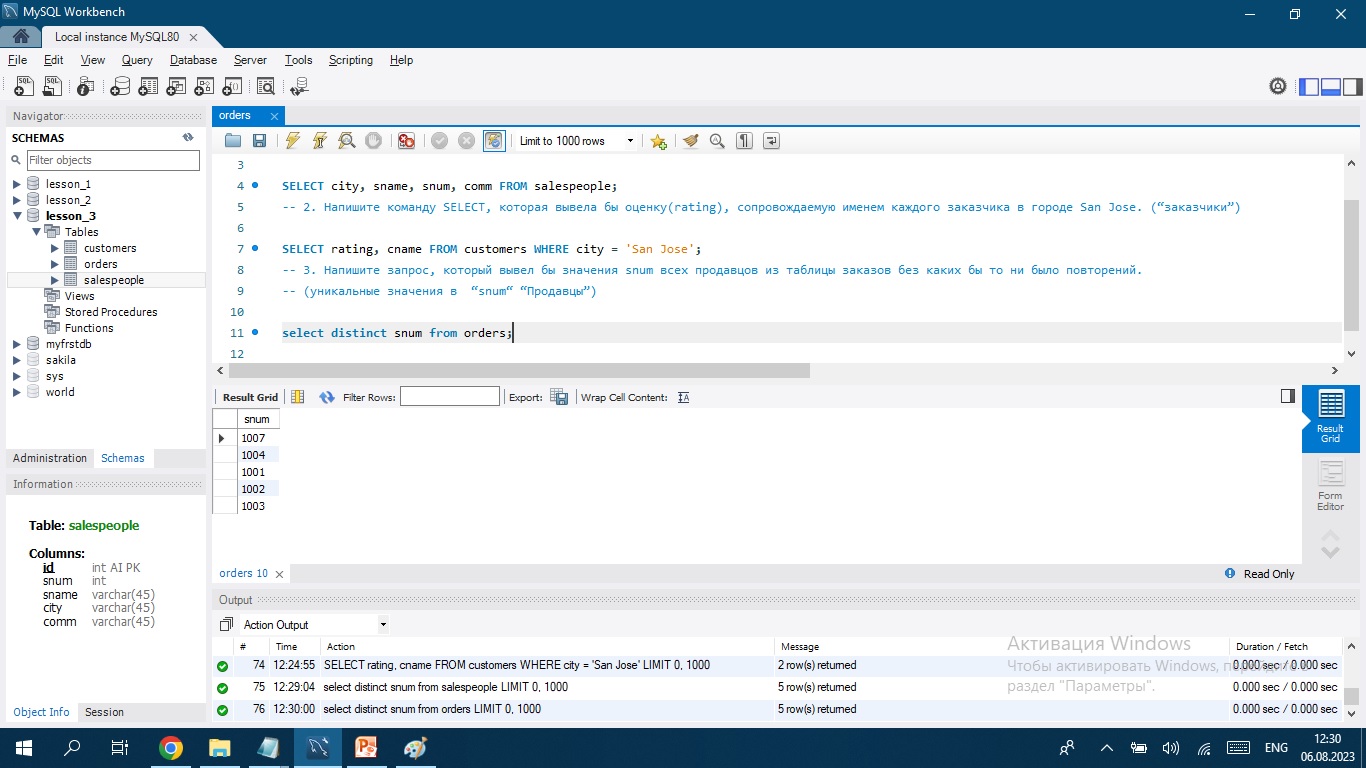 MySQL Workbench
Local instance MySQL80
File Edit View Query Database Server Tools Scripting Help
Navigator
SCHEMAS
Filter objects
lesson_1
lesson_2
lesson_3
Tables
customers
orders
salespeople
Views
Stored Procedures
Functions
myfrstdb
sakila
sys
world
Administration Schemas
Information
Table: salespeople
Columns:
id int AI PK
snum int
sname varchar(45)
city varchar(45)
comm varchar(45)
Object Info Session
orders
Limit to 1000 rows
3
4 SELECT city, sname, snum, comm FROM salespeople;
5 -- 2. Напишите команду SELECT, которая вывела бы оценку(rating), сопровождаемую именем каждого заказчика в городе San Jose. (“заказчики”)
6
7 SELECT rating, cname FROM customers WHERE city = 'San Jose';
8 -- 3. Напишите запрос, который вывел бы значения snum всех продавцов из таблицы заказов без каких бы то ни было повторений.
9 -- (уникальные значения в “snum“ “Продавцы”)
10
11 select distinct snum from orders;
12
Result Grid Filter Rows: Export: Wrap Cell Content:
snum
1007
1004
1001
1002
1003
Result Grid
Form Editor
orders 10
Read Only
Output
Action Output
# Time Action Message Duration / Fetch
74 12:24:55 SELECT rating, cname FROM customers WHERE city = 'San Jose' LIMIT 0, 1000 2 row(s) returned 0.000 sec / 0.000 sec
75 12:29:04 select distinct snum from salespeople LIMIT 0, 1000 5 row(s) returned 0.000 sec / 0.000 sec
76 12:30:00 select distinct snum from orders LIMIT 0, 1000 5 row(s) returned 0.000 sec / 0.000 sec
Активация Windows
Чтобы активировать Windows,
раздел "Параметры".
ENG
12:30
06.08.2023